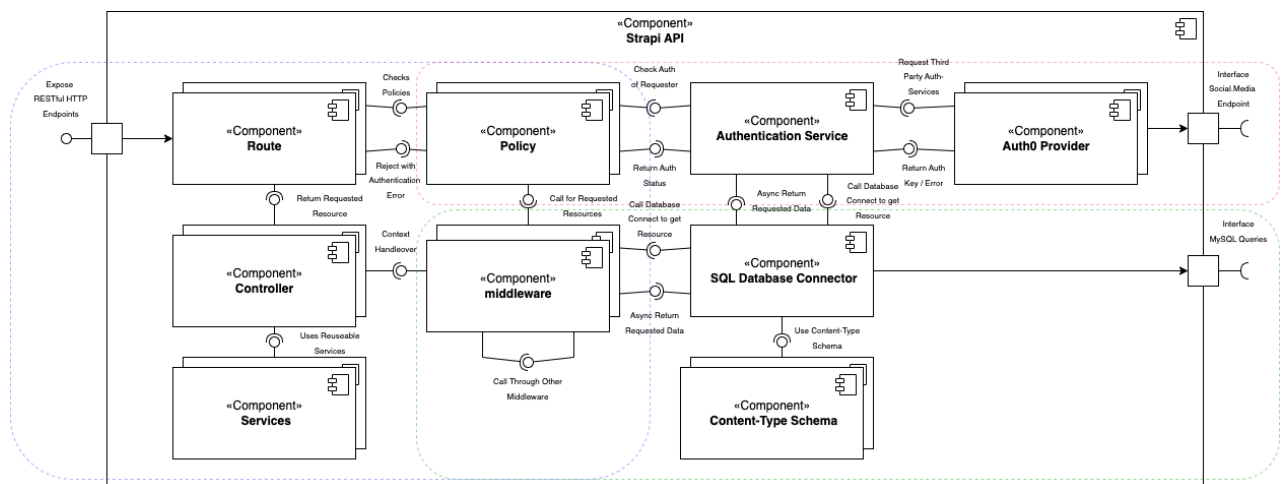 «Component»
Strapi API
Expose
RESTful HTTP
Endpoints
Checks
Policies
Check Auth
of Requester
Request Third
Party Auth-
Services
Interface
Social.Media
Endpoint
«Component»
Route
«Component»
Policy
«Component»
Authentication Service
«Component»
Auth0 Provider
Reject with
Authentication
Error
Return Auth
Status
Return Auth
Key / Error
Return Requested
Resource
Call for Requested
Resources
Async Return
Requested Data
Call Database
Connect to get
Resource
Call Database
Connect to get
Resource
Context
Handleover
Interface
MySQL Queries
«Component»
Controller
«Component»
middleware
«Component»
SQL Database Connector
Uses Reuseable
Services
Async Return
Requested Data
Use Content-Type
Schema
Call Through Other
Middleware
«Component»
Services
«Component»
Content-Type Schema